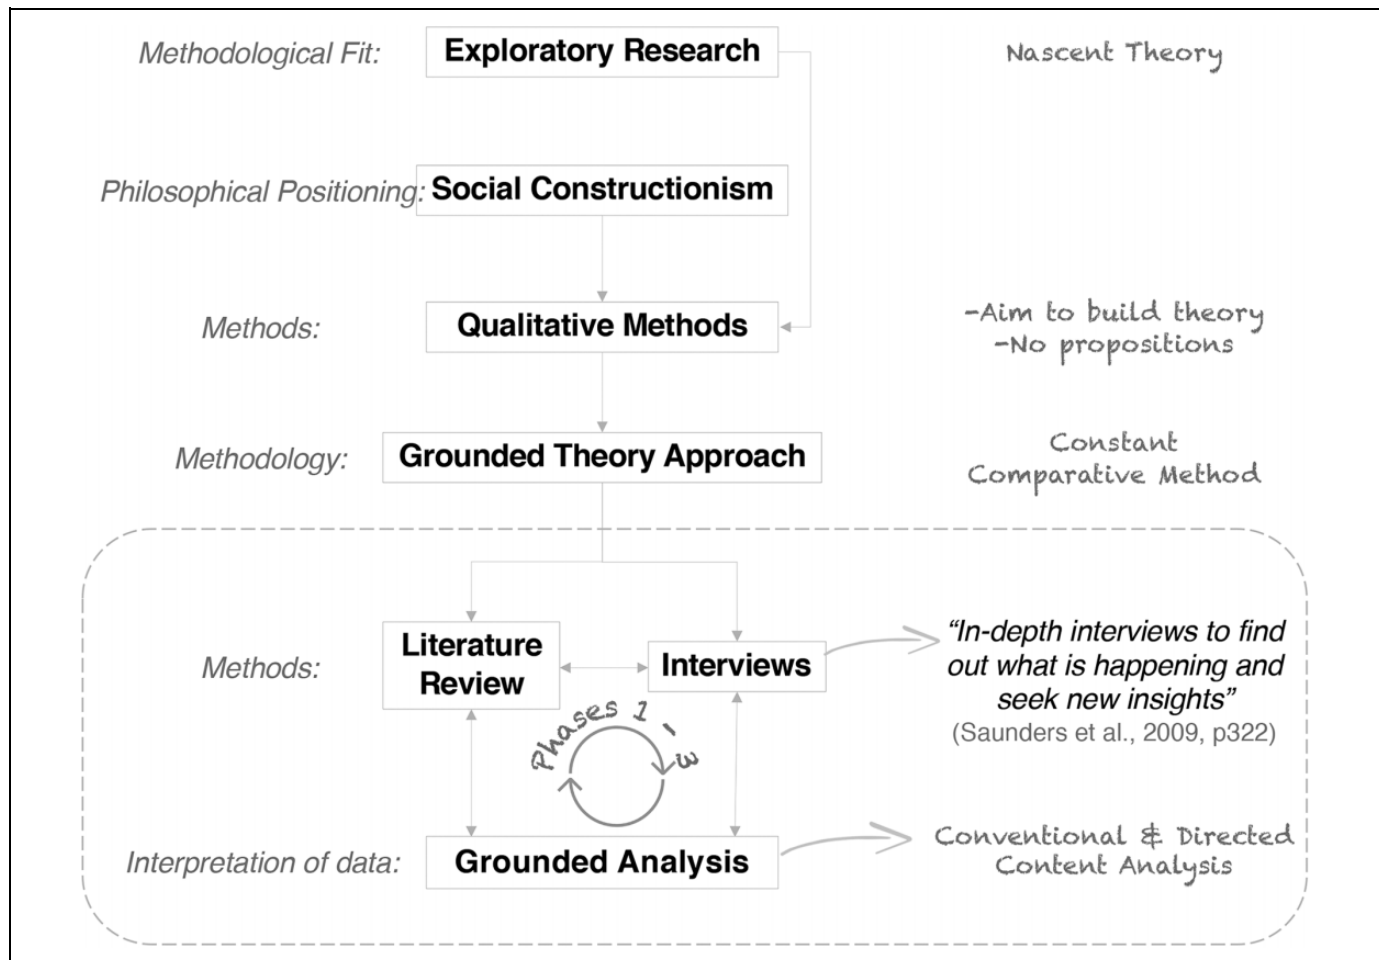 Methodological Fit: Exploratory Research Nascent Theory
Philosophical Positioning: Social Constructionism
Methods: Qualitative Methods -Aim to build theory
-No propositions
Methodology: Grounded Theory Approach Constant
Comparative Method
Methods: Literature
Review
Interviews
“In-depth interviews to find
out what is happening and
seek new insights”
(Saunders et al., 2009, p322)
Phases 1 - 3
Interpretation of data: Grounded Analysis Conventional & Directed
Content Analysis